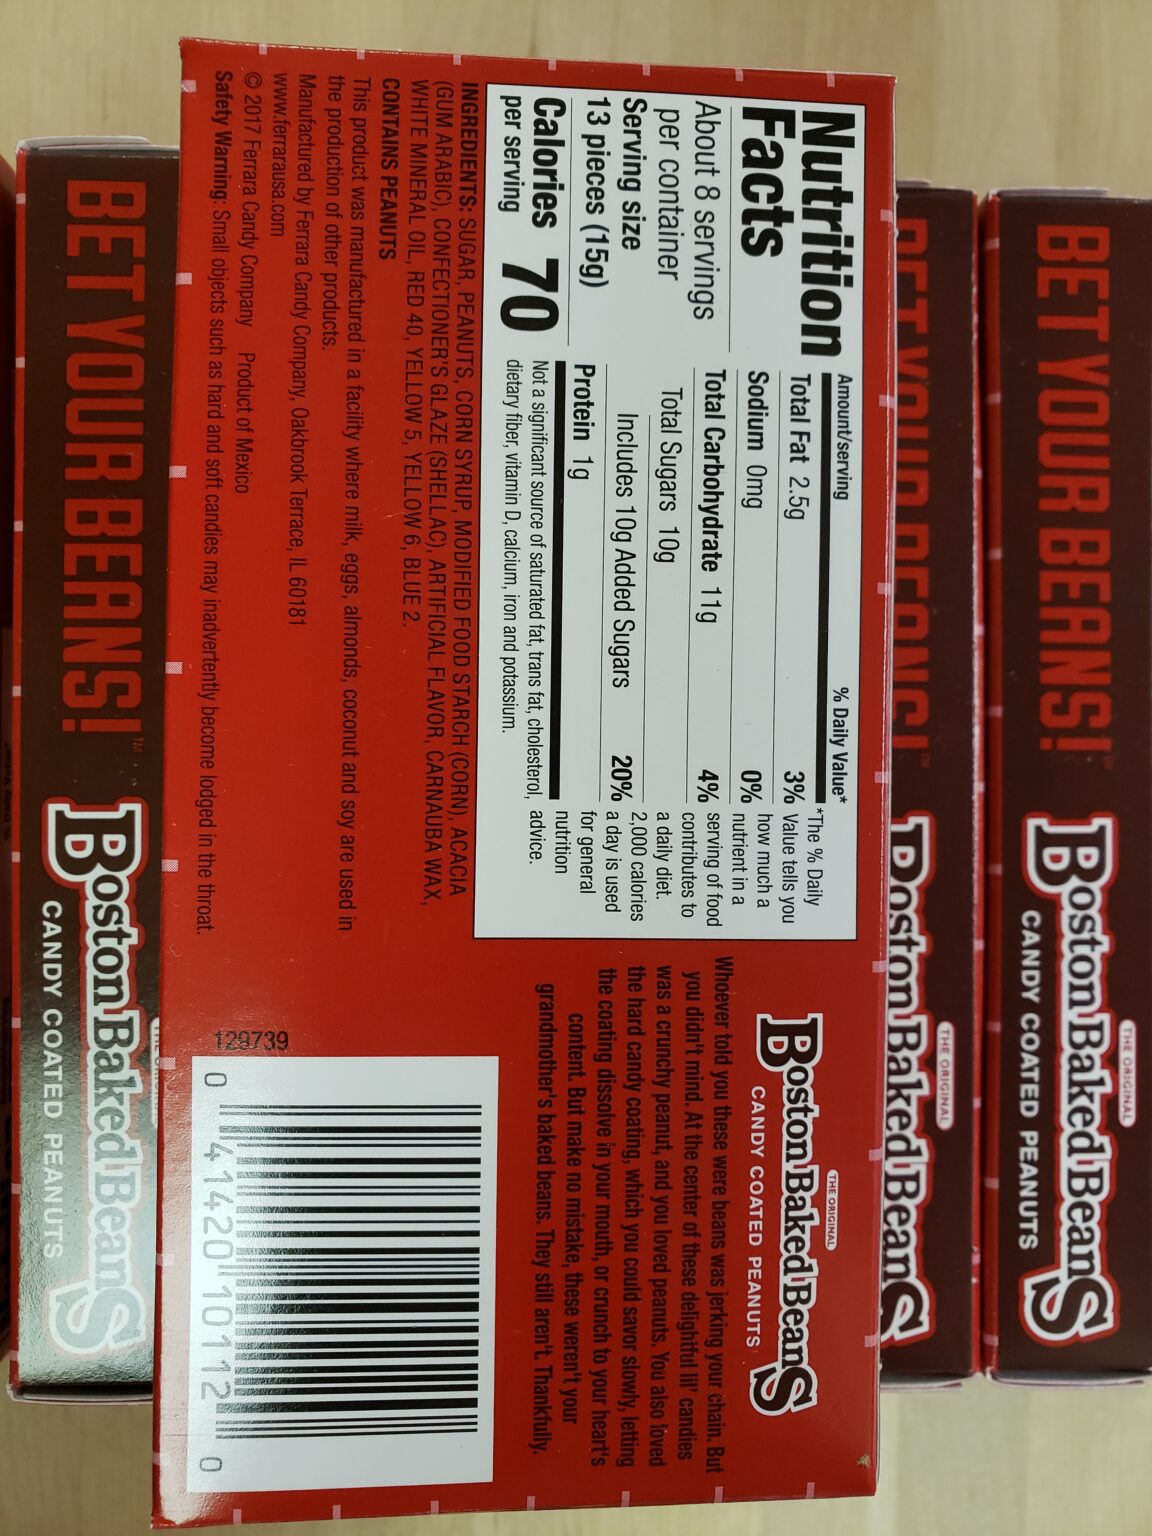 BET YOUR BEANS!™
THE ORIGINAL
BostonBakedBeans
CANDY COATED PEANUTS
BET YOUR BEANS!™
THE ORIGINAL
BostonBakedBeans
Nutrition
Facts
About 8 servings
per container
Serving size
13 pieces (15g)
Calories 70
per serving
Amount/serving % Daily Value*
Total Fat 2.5g 3%
Sodium 0mg 0%
Total Carbohydrate 11g 4%
Total Sugars 10g
Includes 10g Added Sugars 20%
Protein 1g
Not a significant source of saturated fat, trans fat, cholesterol,
dietary fiber, vitamin D, calcium, iron and potassium.
*The % Daily
Value tells you
how much a
nutrient in a
serving of food
contributes to
a daily diet.
2,000 calories
a day is used
for general
nutrition
advice.
INGREDIENTS: SUGAR, PEANUTS, CORN SYRUP, MODIFIED FOOD STARCH (CORN), ACACIA
(GUM ARABIC), CONFECTIONER'S GLAZE (SHELLAC), ARTIFICIAL FLAVOR, CARNAUBA WAX,
WHITE MINERAL OIL, RED 40, YELLOW 5, YELLOW 6, BLUE 2.
CONTAINS PEANUTS
This product was manufactured in a facility where milk, eggs, almonds, coconut and soy are used in
the production of other products.
Manufactured by Ferrara Candy Company, Oakbrook Terrace, IL 60181
www.ferrarausa.com
© 2017 Ferrara Candy Company Product of Mexico
Safety Warning: Small objects such as hard and soft candies may inadvertently become lodged in the throat.
THE ORIGINAL
BostonBakedBeans
CANDY COATED PEANUTS
Whoever told you these were beans was jerking your chain. But
you didn't mind. At the center of these delightful lil' candies
was a crunchy peanut, and you loved peanuts. You also loved
the hard candy coating, which you could savor slowly, letting
the coating dissolve in your mouth, or crunch to your heart's
content. But make no mistake, these weren't your
grandmother's baked beans. They still aren't. Thankfully.
129739
0 41420 10112 0
BET YOUR BEANS!™
BostonBakedBeans
CANDY COATED PEANUTS